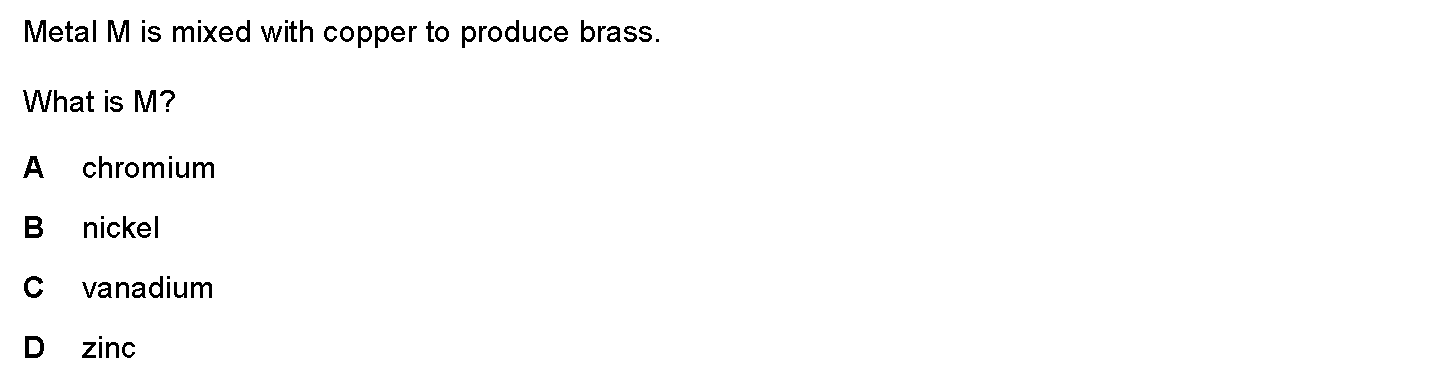 Metal M is mixed with copper to produce brass.
What is M?
A chromium
B nickel
C vanadium
D zinc